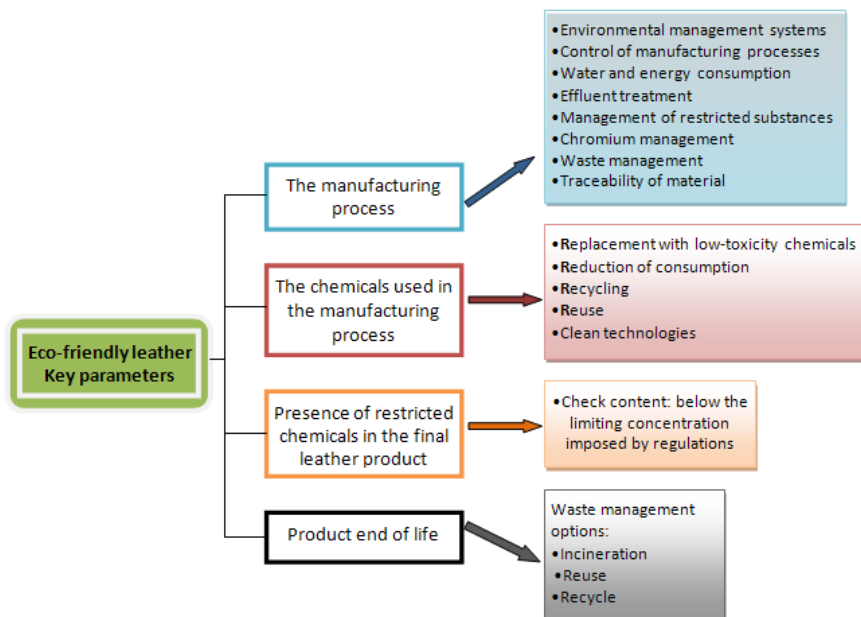 Eco-friendly leather
Key parameters
The manufacturing
process
•Environmental management systems
•Control of manufacturing processes
•Water and energy consumption
•Effluent treatment
•Management of restricted substances
•Chromium management
•Waste management
•Traceability of material
The chemicals used in
the manufacturing
process
•Replacement with low-toxicity chemicals
•Reduction of consumption
•Recycling
•Reuse
•Clean technologies
Presence of restricted
chemicals in the final
leather product
•Check content: below the
limiting concentration
imposed by regulations
Product end of life
Waste management
options:
•Incineration
•Reuse
•Recycle